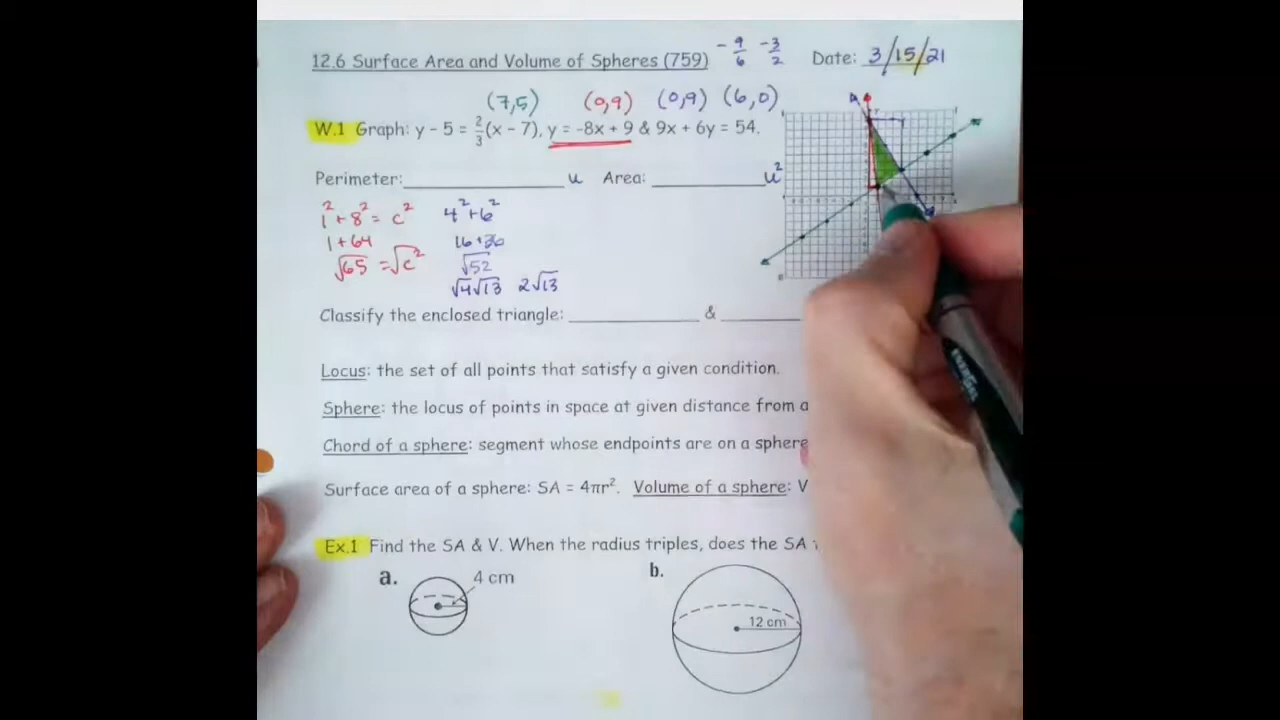 12.6 Surface Area and Volume of Spheres (759) - 9/6 -3/2 Date: 3/15/21
(7,5) (0,9) (0,9) (6,0)
W.1 Graph: y - 5 = 2/3(x - 7), y = -8x + 9 & 9x + 6y = 54.
Perimeter:____________ u Area: ____________ u²
1² + 8² = c² 4² + 6²
1 + 64 16 + 36
√65 = √c² √52
√4√13 2√13
Classify the enclosed triangle: ____________ & ________
Locus: the set of all points that satisfy a given condition.
Sphere: the locus of points in space at given distance from a
Chord of a sphere: segment whose endpoints are on a sphere
Surface area of a sphere: SA = 4πr². Volume of a sphere: V
Ex.1 Find the SA & V. When the radius triples, does the SA
a. 4 cm b.
12 cm